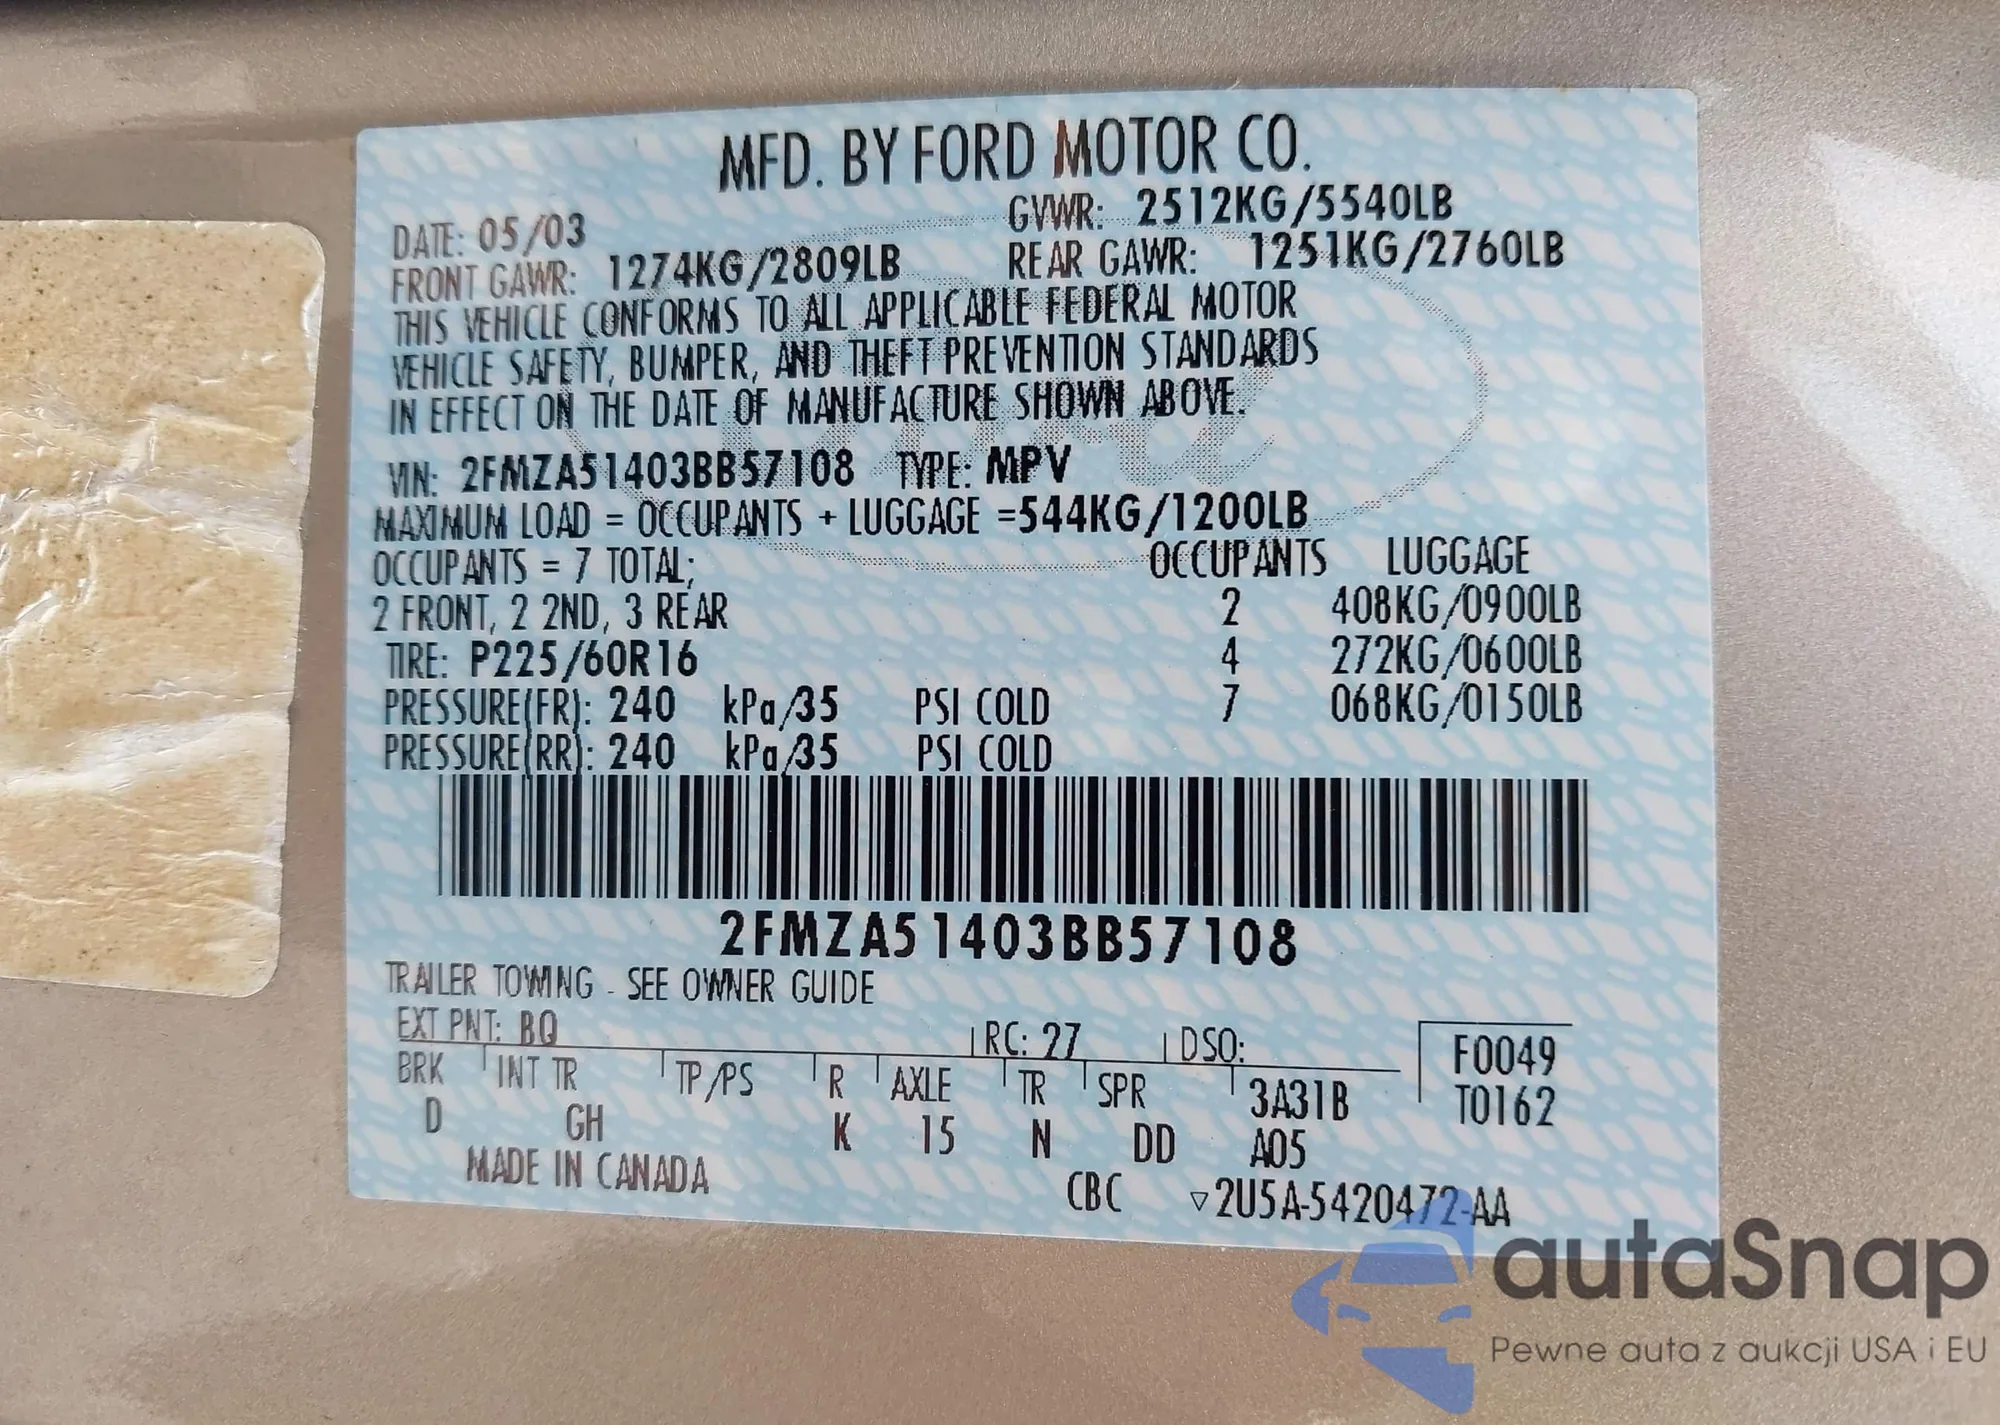 MFD. BY FORD MOTOR CO.
DATE: 05/03 GVWR: 2512KG/5540LB
FRONT GAWR: 1274KG/2809LB REAR GAWR: 1251KG/2760LB
THIS VEHICLE CONFORMS TO ALL APPLICABLE FEDERAL MOTOR
VEHICLE SAFETY, BUMPER, AND THEFT PREVENTION STANDARDS
IN EFFECT ON THE DATE OF MANUFACTURE SHOWN ABOVE.
VIN: 2FMZA51403BB57108 TYPE: MPV
MAXIMUM LOAD = OCCUPANTS + LUGGAGE =544KG/1200LB
OCCUPANTS = 7 TOTAL; OCCUPANTS LUGGAGE
2 FRONT, 2 2ND, 3 REAR 2 408KG/0900LB
TIRE: P225/60R16 4 272KG/0600LB
PRESSURE(FR): 240 kPa/35 PSI COLD 7 068KG/0150LB
PRESSURE(RR): 240 kPa/35 PSI COLD
2FMZA51403BB57108
TRAILER TOWING - SEE OWNER GUIDE
EXT PNT: BQ RC: 27 DSO: F0049
BRK INT TR TP/PS R AXLE TR SPR 3A31B T0162
D GH K 15 N DD A05
MADE IN CANADA CBC ▽2U5A-5420472-AA
autaSnap
Pewne auta z aukcji USA i EU